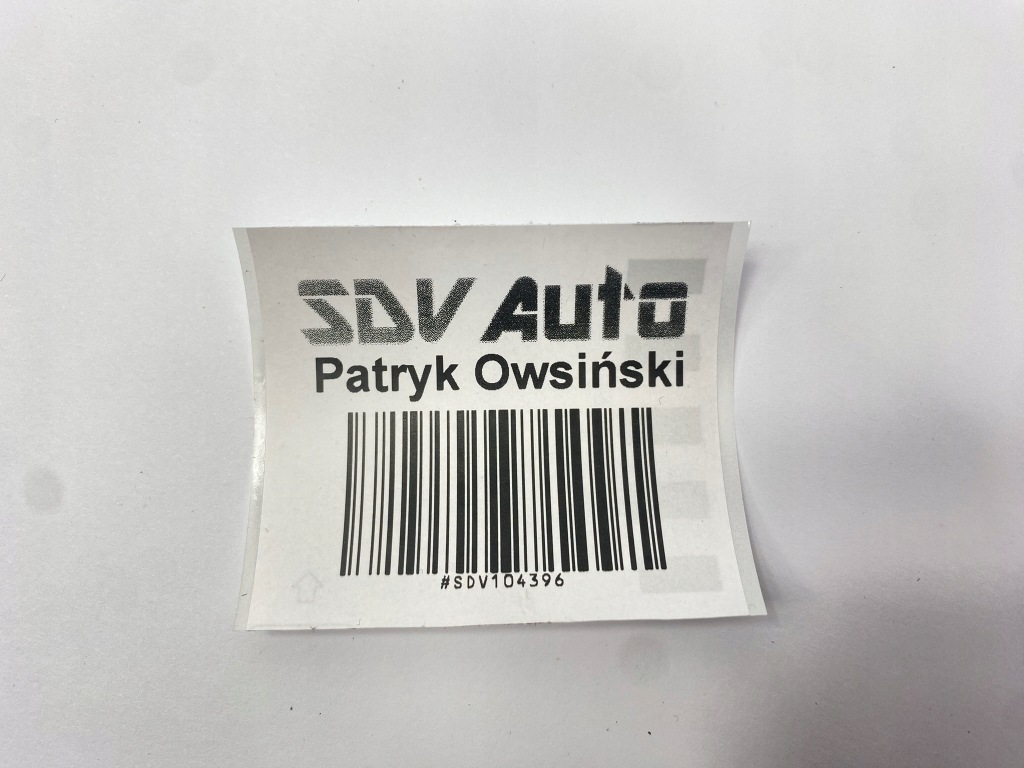 SDV Auto
Patryk Owsiński
#SDV104396